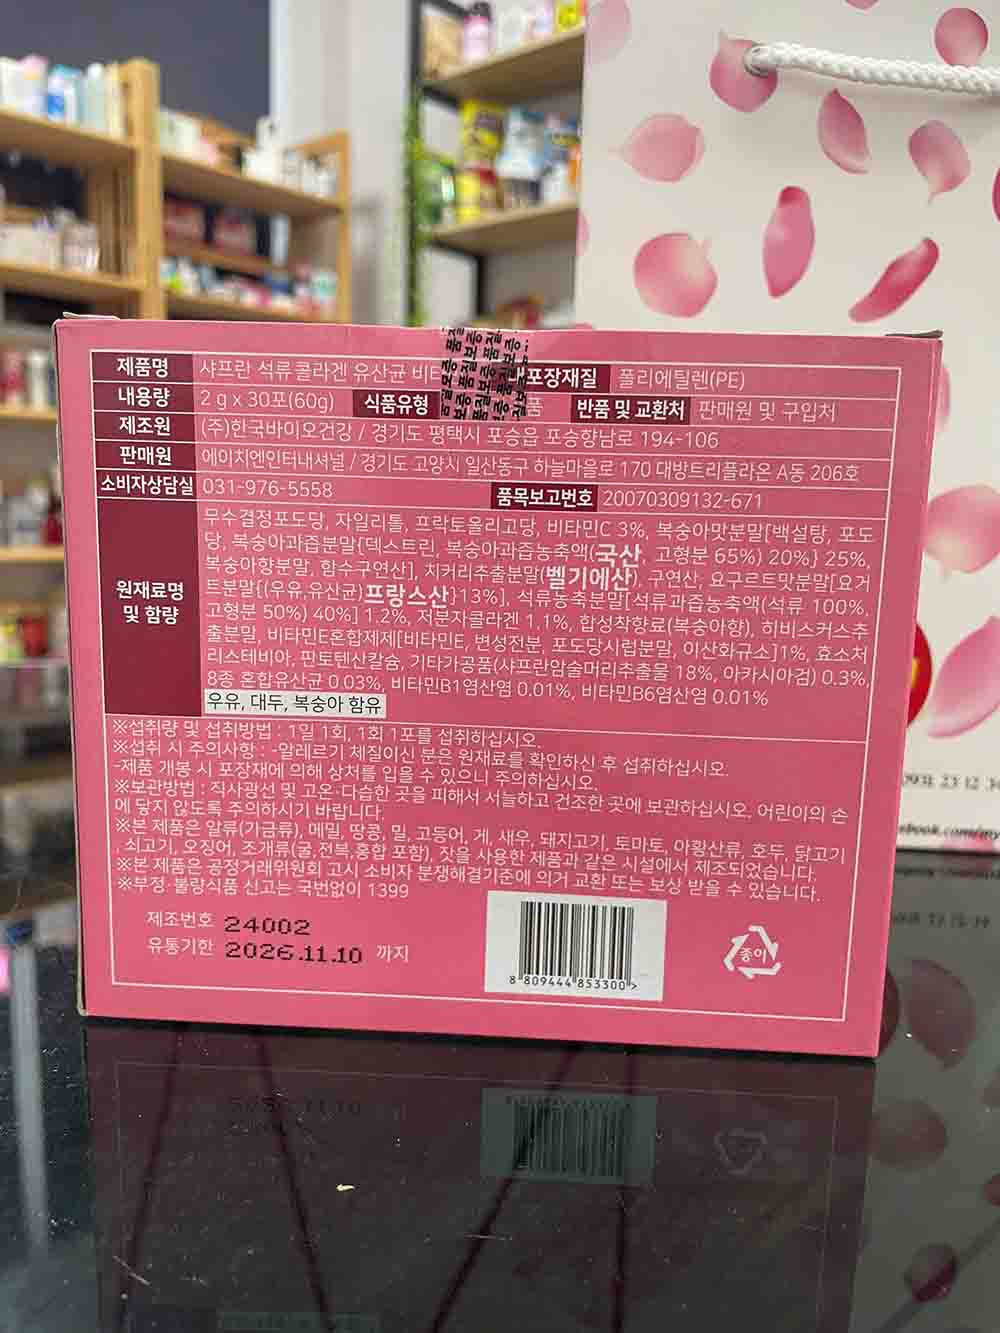 제품명 샤프란 석류 콜라겐 유산균 비타 포장재질 폴리에틸렌(PE)
내용량 2 g x 30포(60g) 식품유형 품 반품 및 교환처 판매원 및 구입처
제조원 (주)한국바이오건강 / 경기도 평택시 포승읍 포승향남로 194-106
판매원 에이치엔인터내셔널 / 경기도 고양시 일산동구 하늘마을로 170 대방트리플라온 A동 206호
소비자상담실 031-976-5558 품목보고번호 20070309132-671
원재료명
및 함량
무수결정포도당, 자일리톨, 프락토올리고당, 비타민C 3%, 복숭아맛분말[백설탕, 포도
당, 복숭아과즙분말{덱스트린, 복숭아과즙농축액(국산, 고형분 65%) 20%} 25%,
복숭아향분말, 함수구연산], 치커리추출분말(벨기에산), 구연산, 요구르트맛분말[요거
트분말{(우유,유산균)프랑스산}13%], 석류농축분말[석류과즙농축액(석류 100%,
고형분 50%) 40%] 1.2%, 저분자콜라겐 1.1%, 합성착향료(복숭아향), 히비스커스추
출분말, 비타민E혼합제제[비타민E, 변성전분, 포도당시럽분말, 이산화규소]1%, 효소처
리스테비아, 판토텐산칼슘, 기타가공품(샤프란암술머리추출물 18%, 아카시아검) 0.3%,
8종 혼합유산균 0.03%, 비타민B1염산염 0.01%, 비타민B6염산염 0.01%
우유, 대두, 복숭아 함유
※섭취량 및 섭취방법 : 1일 1회, 1회 1포를 섭취하십시오.
※섭취 시 주의사항 : -알레르기 체질이신 분은 원재료를 확인하신 후 섭취하십시오.
-제품 개봉 시 포장재에 의해 상처를 입을 수 있으니 주의하십시오.
※보관방법 : 직사광선 및 고온·다습한 곳을 피해서 서늘하고 건조한 곳에 보관하십시오. 어린이의 손
에 닿지 않도록 주의하시기 바랍니다.
※본 제품은 알류(가금류), 메밀, 땅콩, 밀, 고등어, 게, 새우, 돼지고기, 토마토, 아황산류, 호두, 닭고기
, 쇠고기, 오징어, 조개류(굴,전복,홍합 포함), 잣을 사용한 제품과 같은 시설에서 제조되었습니다.
※본 제품은 공정거래위원회 고시 소비자 분쟁해결기준에 의거 교환 또는 보상 받을 수 있습니다.
※부정·불량식품 신고는 국번없이 1399
제조번호 24002
유통기한 2026.11.10 까지
8 809444 853300 >
종이